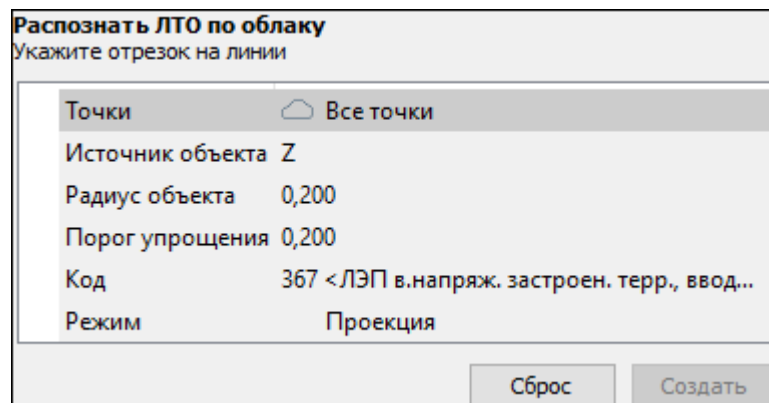 Распознать ЛТО по облаку
Укажите отрезок на линии
Точки Все точки
Источник объекта Z
Радиус объекта 0,200
Порог упрощения 0,200
Код 367 <ЛЭП в.напряж. застроен. терр., ввод...
Режим Проекция
Сброс Создать